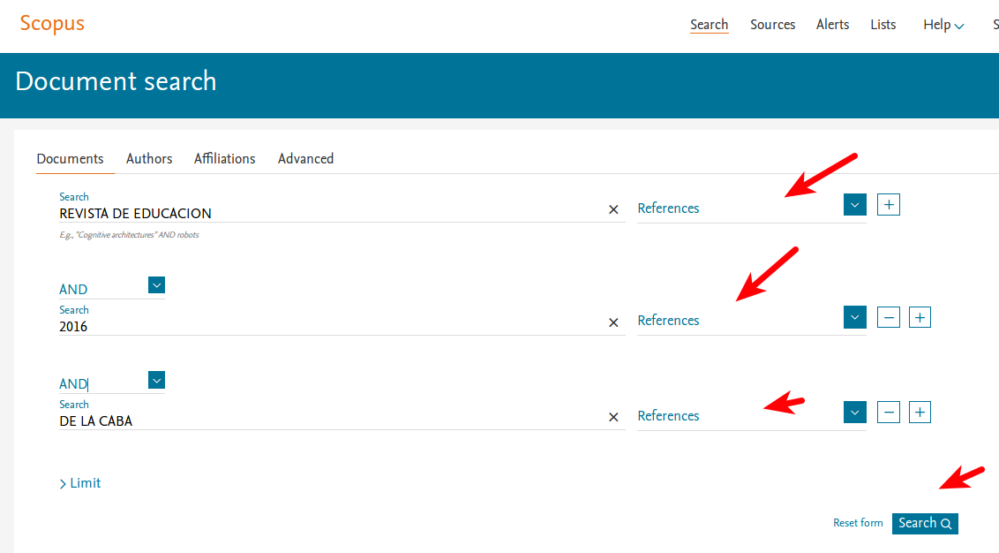 Scopus
Search Sources Alerts Lists Help S
Document search
Documents Authors Affiliations Advanced
Search
REVISTA DE EDUCACION
References
E.g., "Cognitive architectures" AND robots
AND
Search
2016
References
AND
Search
DE LA CABA
References
Limit
Reset form Search